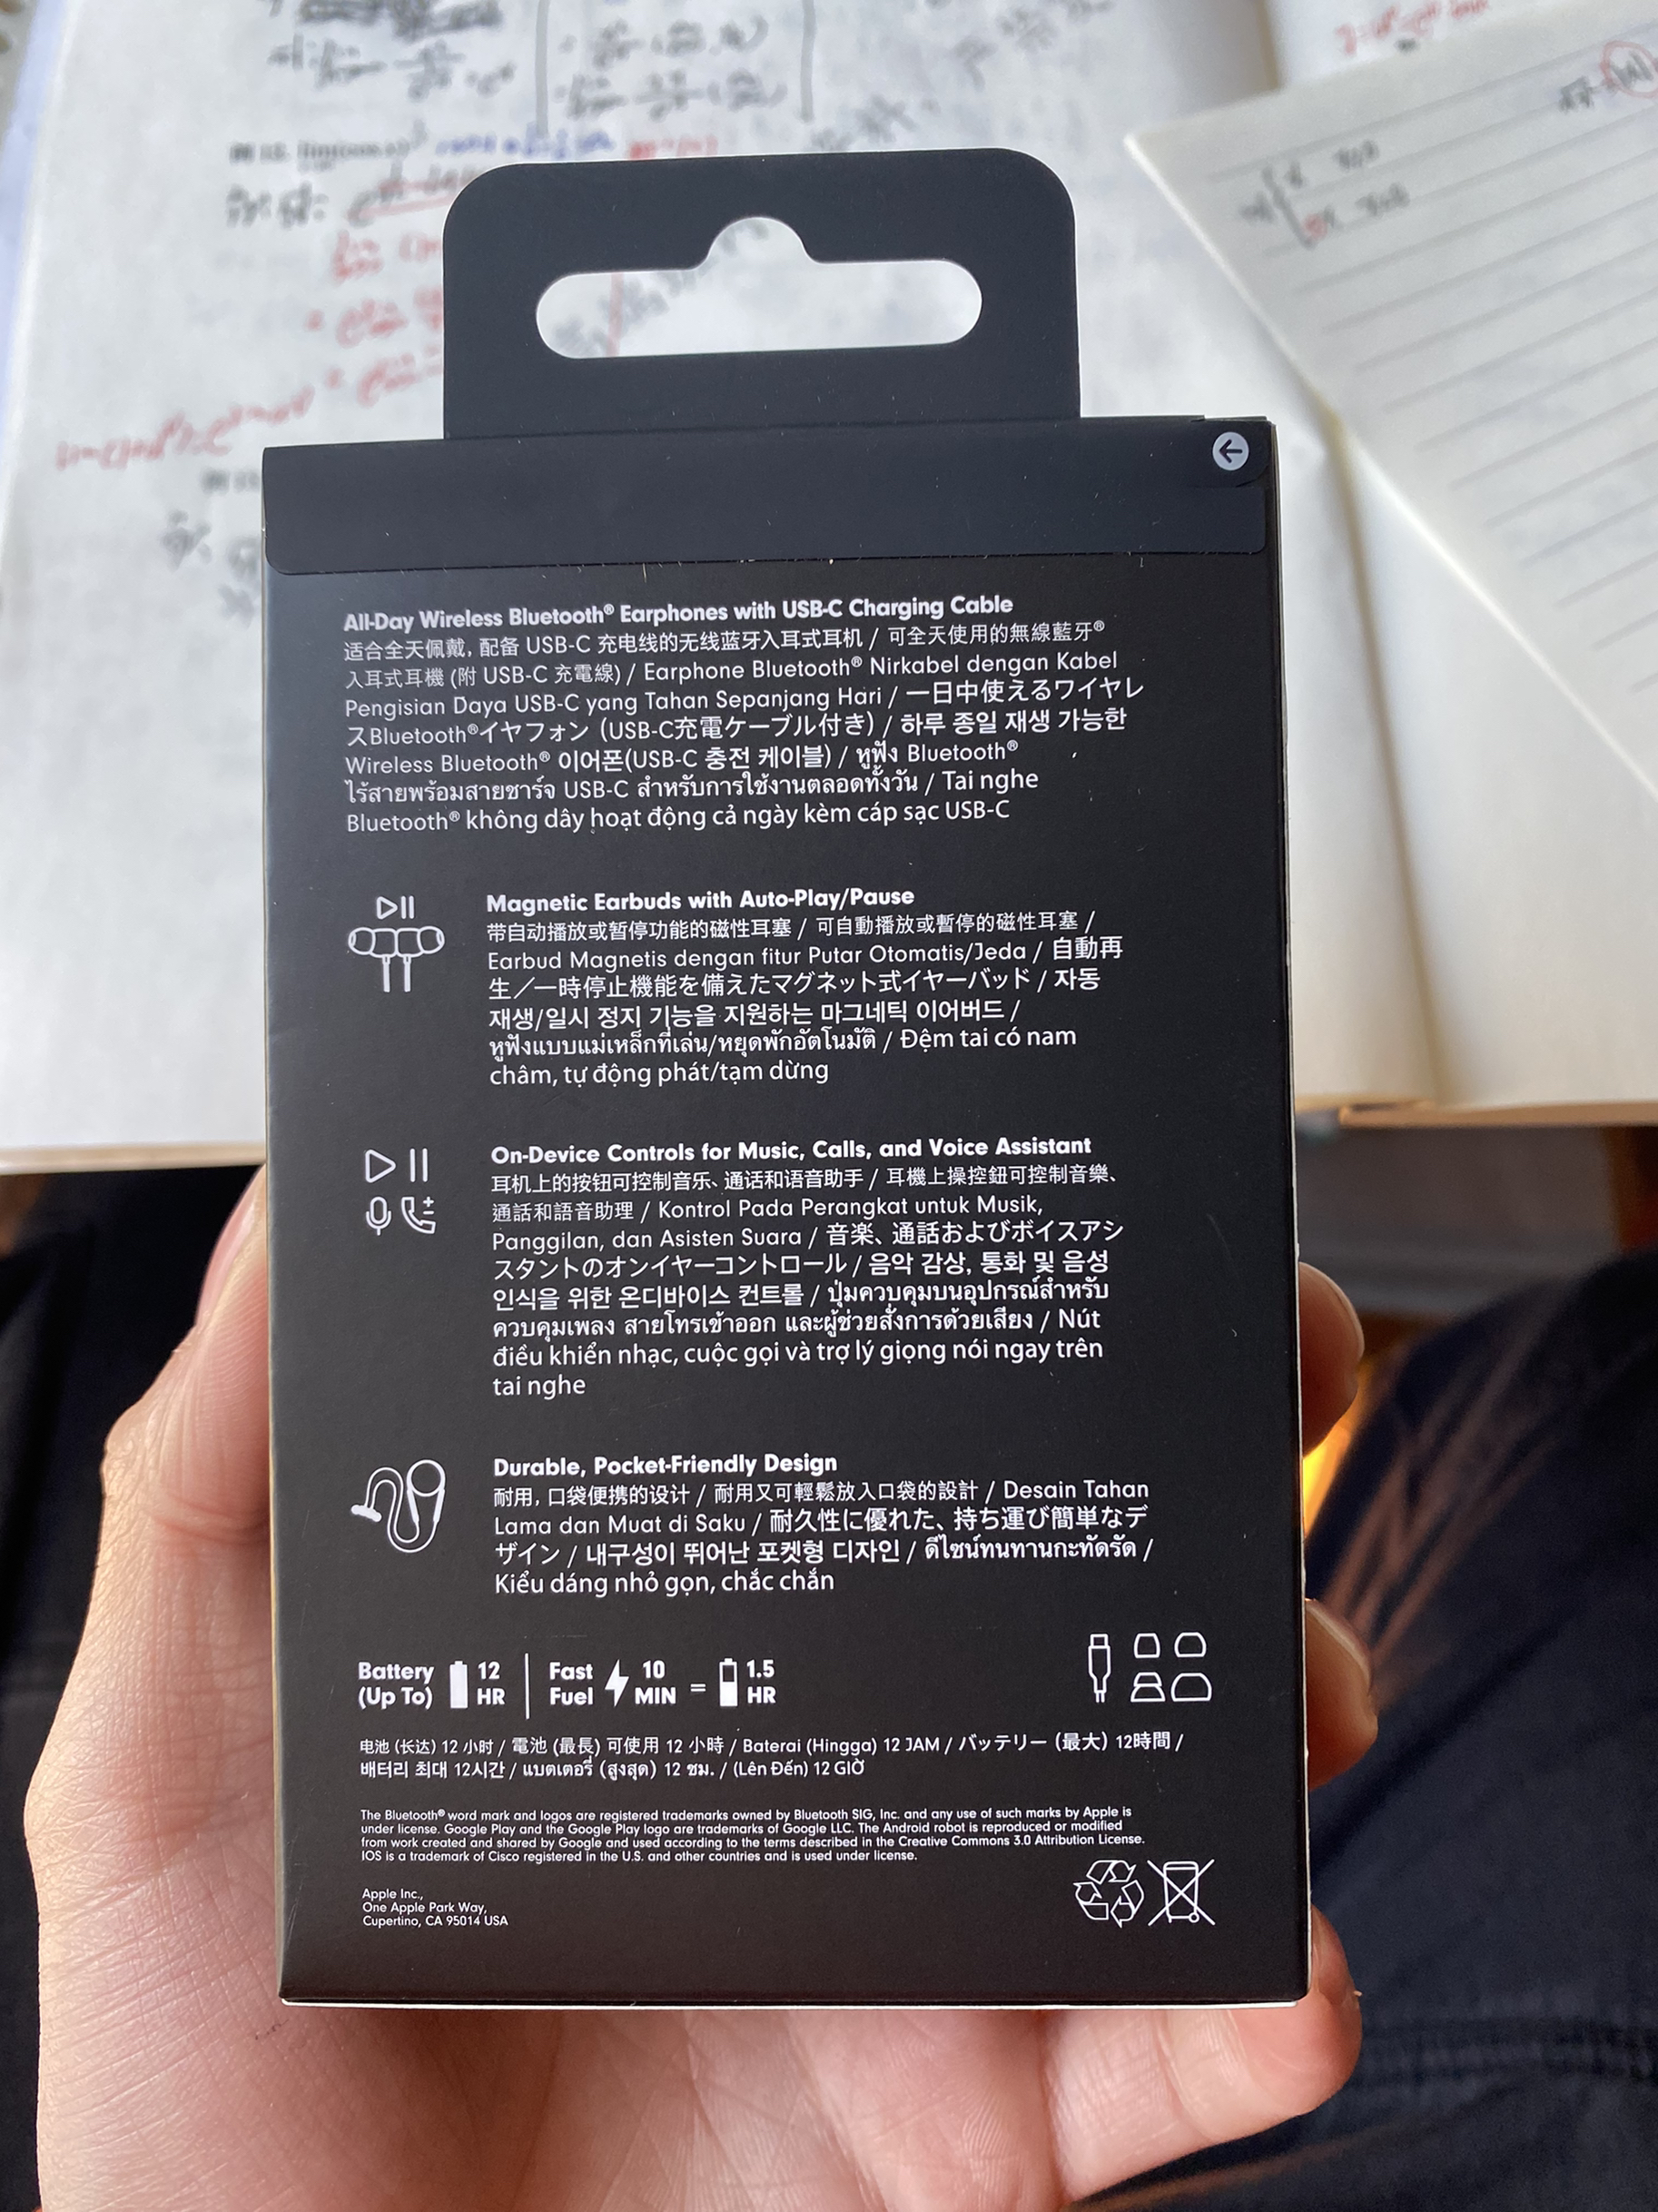 All-Day Wireless Bluetooth® Earphones with USB-C Charging Cable
适合全天佩戴, 配备 USB-C 充电线的无线蓝牙入耳式耳机 / 可全天使用的無線藍牙®
入耳式耳機 (附 USB-C 充電線) / Earphone Bluetooth® Nirkabel dengan Kabel
Pengisian Daya USB-C yang Tahan Sepanjang Hari / 一日中使えるワイヤレ
スBluetooth®イヤフォン (USB-C充電ケーブル付き) / 하루 종일 재생 가능한
Wireless Bluetooth® 이어폰(USB-C 충전 케이블) / หูฟัง Bluetooth®
ไร้สายพร้อมสายชาร์จ USB-C สำหรับการใช้งานตลอดทั้งวัน / Tai nghe
Bluetooth® không dây hoạt động cả ngày kèm cáp sạc USB-C
Magnetic Earbuds with Auto-Play/Pause
带自动播放或暂停功能的磁性耳塞 / 可自動播放或暫停的磁性耳塞 /
Earbud Magnetis dengan fitur Putar Otomatis/Jeda / 自動再
生／一時停止機能を備えたマグネット式イヤーバッド / 자동
재생/일시 정지 기능을 지원하는 마그네틱 이어버드 /
หูฟังแบบแม่เหล็กที่เล่น/หยุดพักอัตโนมัติ / Đệm tai có nam
châm, tự động phát/tạm dừng
On-Device Controls for Music, Calls, and Voice Assistant
耳机上的按钮可控制音乐、通话和语音助手 / 耳機上操控鈕可控制音樂、
通話和語音助理 / Kontrol Pada Perangkat untuk Musik,
Panggilan, dan Asisten Suara / 音楽、通話およびボイスアシ
スタントのオンイヤーコントロール / 음악 감상, 통화 및 음성
인식을 위한 온디바이스 컨트롤 / ปุ่มควบคุมบนอุปกรณ์สำหรับ
ควบคุมเพลง สายโทรเข้าออก และผู้ช่วยสั่งการด้วยเสียง / Nút
điều khiển nhạc, cuộc gọi và trợ lý giọng nói ngay trên
tai nghe
Durable, Pocket-Friendly Design
耐用, 口袋便携的设计 / 耐用又可輕鬆放入口袋的設計 / Desain Tahan
Lama dan Muat di Saku / 耐久性に優れた、持ち運び簡単なデ
ザイン / 내구성이 뛰어난 포켓형 디자인 / ดีไซน์ทนทานกะทัดรัด /
Kiểu dáng nhỏ gọn, chắc chắn
Battery (Up To) 12 HR | Fast Fuel 10 MIN = 1.5 HR
电池 (长达) 12 小时 / 電池 (最長) 可使用 12 小時 / Baterai (Hingga) 12 JAM / バッテリー (最大) 12時間 /
배터리 최대 12시간 / แบตเตอรี่ (สูงสุด) 12 ชม. / (Lên Đến) 12 GIỜ
The Bluetooth® word mark and logos are registered trademarks owned by Bluetooth SIG, Inc. and any use of such marks by Apple is
under license. Google Play and the Google Play logo are trademarks of Google LLC. The Android robot is reproduced or modified
from work created and shared by Google and used according to the terms described in the Creative Commons 3.0 Attribution License.
IOS is a trademark of Cisco registered in the U.S. and other countries and is used under license.
Apple Inc.,
One Apple Park Way,
Cupertino, CA 95014 USA